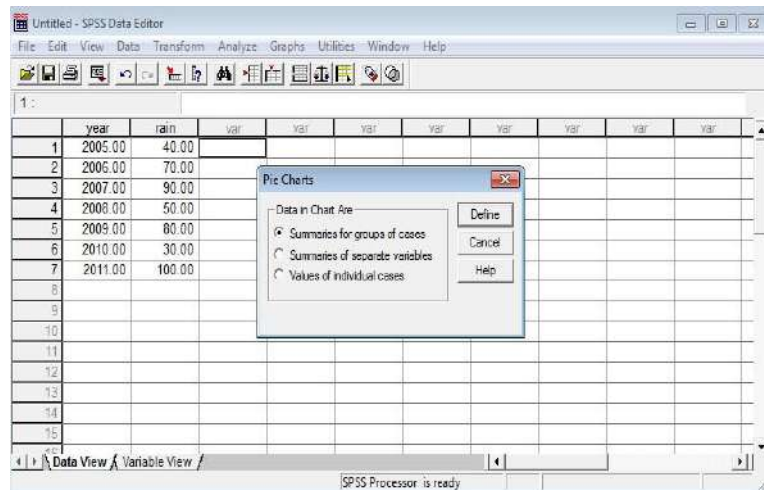 Untitled - SPSS Data Editor
File Edit View Data Transform Analyze Graphs Utilities Window Help
1 :
year rain var var var var var var var var
1 2005.00 40.00
2 2006.00 70.00
3 2007.00 90.00
4 2008.00 50.00
5 2009.00 80.00
6 2010.00 30.00
7 2011.00 100.00
8
9
10
11
12
13
14
15
Pie Charts
Data in Chart Are
Summaries for groups of cases
Summaries of separate variables
Values of individual cases
Define
Cancel
Help
Data View Variable View
SPSS Processor is ready